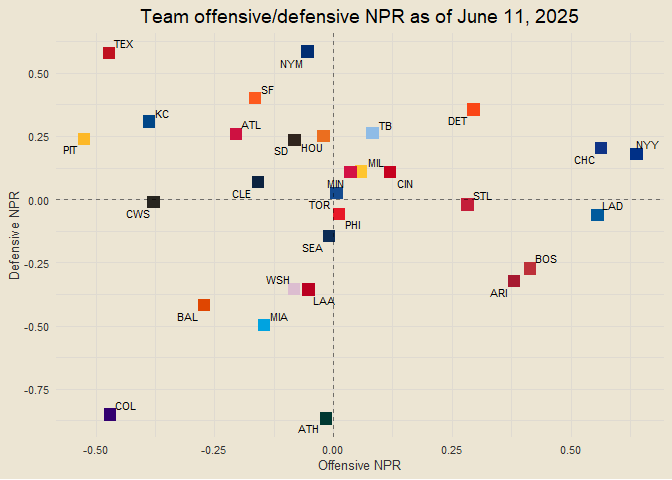 Team offensive/defensive NPR as of June 11, 2025
TEX
NYM
0.50
SF
DET
KC
ATL
TB
0.25
PIT
SD
HOU
NYY
CHC
MIL
MIN
CIN
CLE
0.00
CWS
TOR
STL
LAD
PHI
SEA
-0.25
BOS
WSH
ARI
LAA
BAL
MIA
-0.50
-0.75
COL
ATH
Defensive NPR
-0.50
-0.25
0.00
0.25
0.50
Offensive NPR